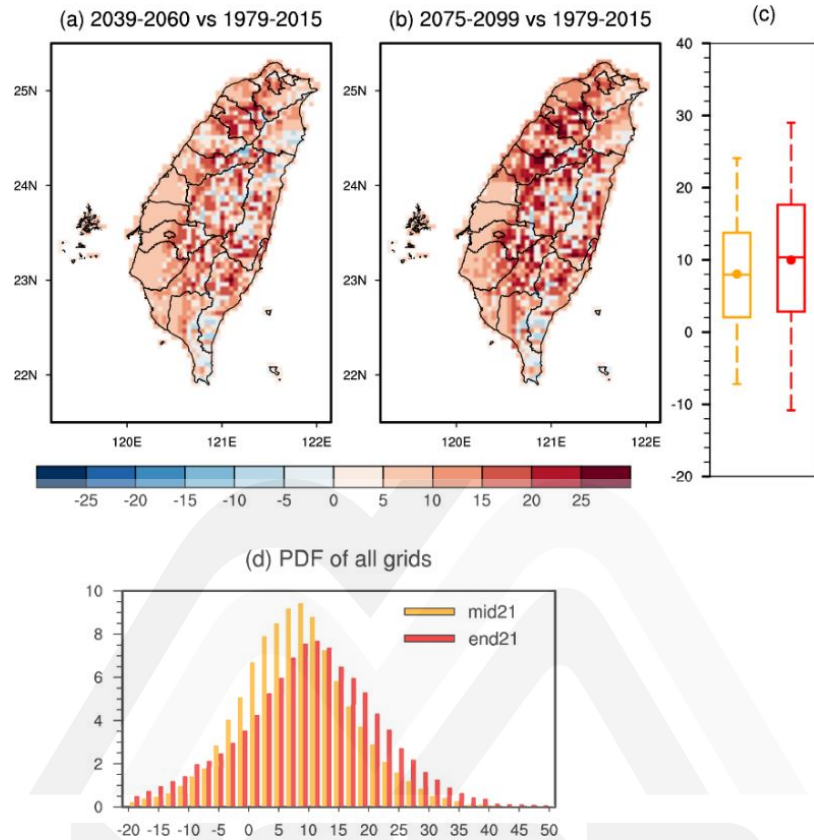 (a) 2039-2060 vs 1979-2015
(b) 2075-2099 vs 1979-2015
(c)
25N
24N
23N
22N
120E 121E 122E
25N
24N
23N
22N
120E 121E 122E
40
30
20
10
0
-10
-20
-25 -20 -15 -10 -5 0 5 10 15 20 25
(d) PDF of all grids
10
8
6
4
2
0
mid21
end21
-20 -15 -10 -5 0 5 10 15 20 25 30 35 40 45 50